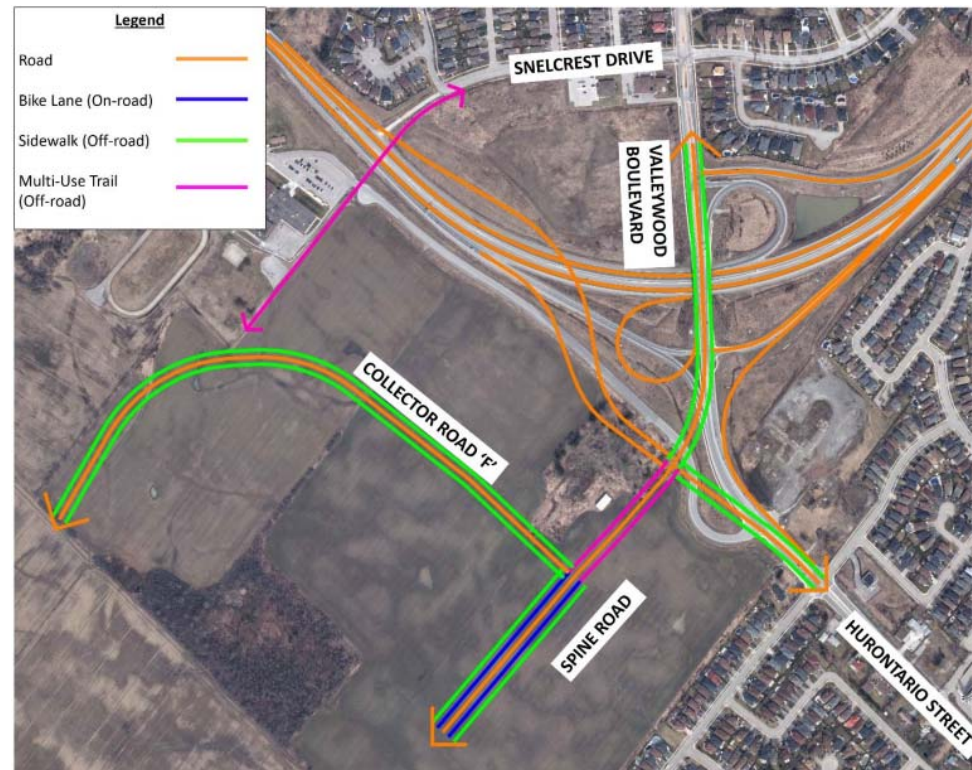 Legend
Road
Bike Lane (On-road)
Sidewalk (Off-road)
Multi-Use Trail
(Off-road)
SNELCREST DRIVE
VALLEYWOOD
BOULEVARD
COLLECTOR ROAD ‘F’
SPINE ROAD
HURONTARIO STREET